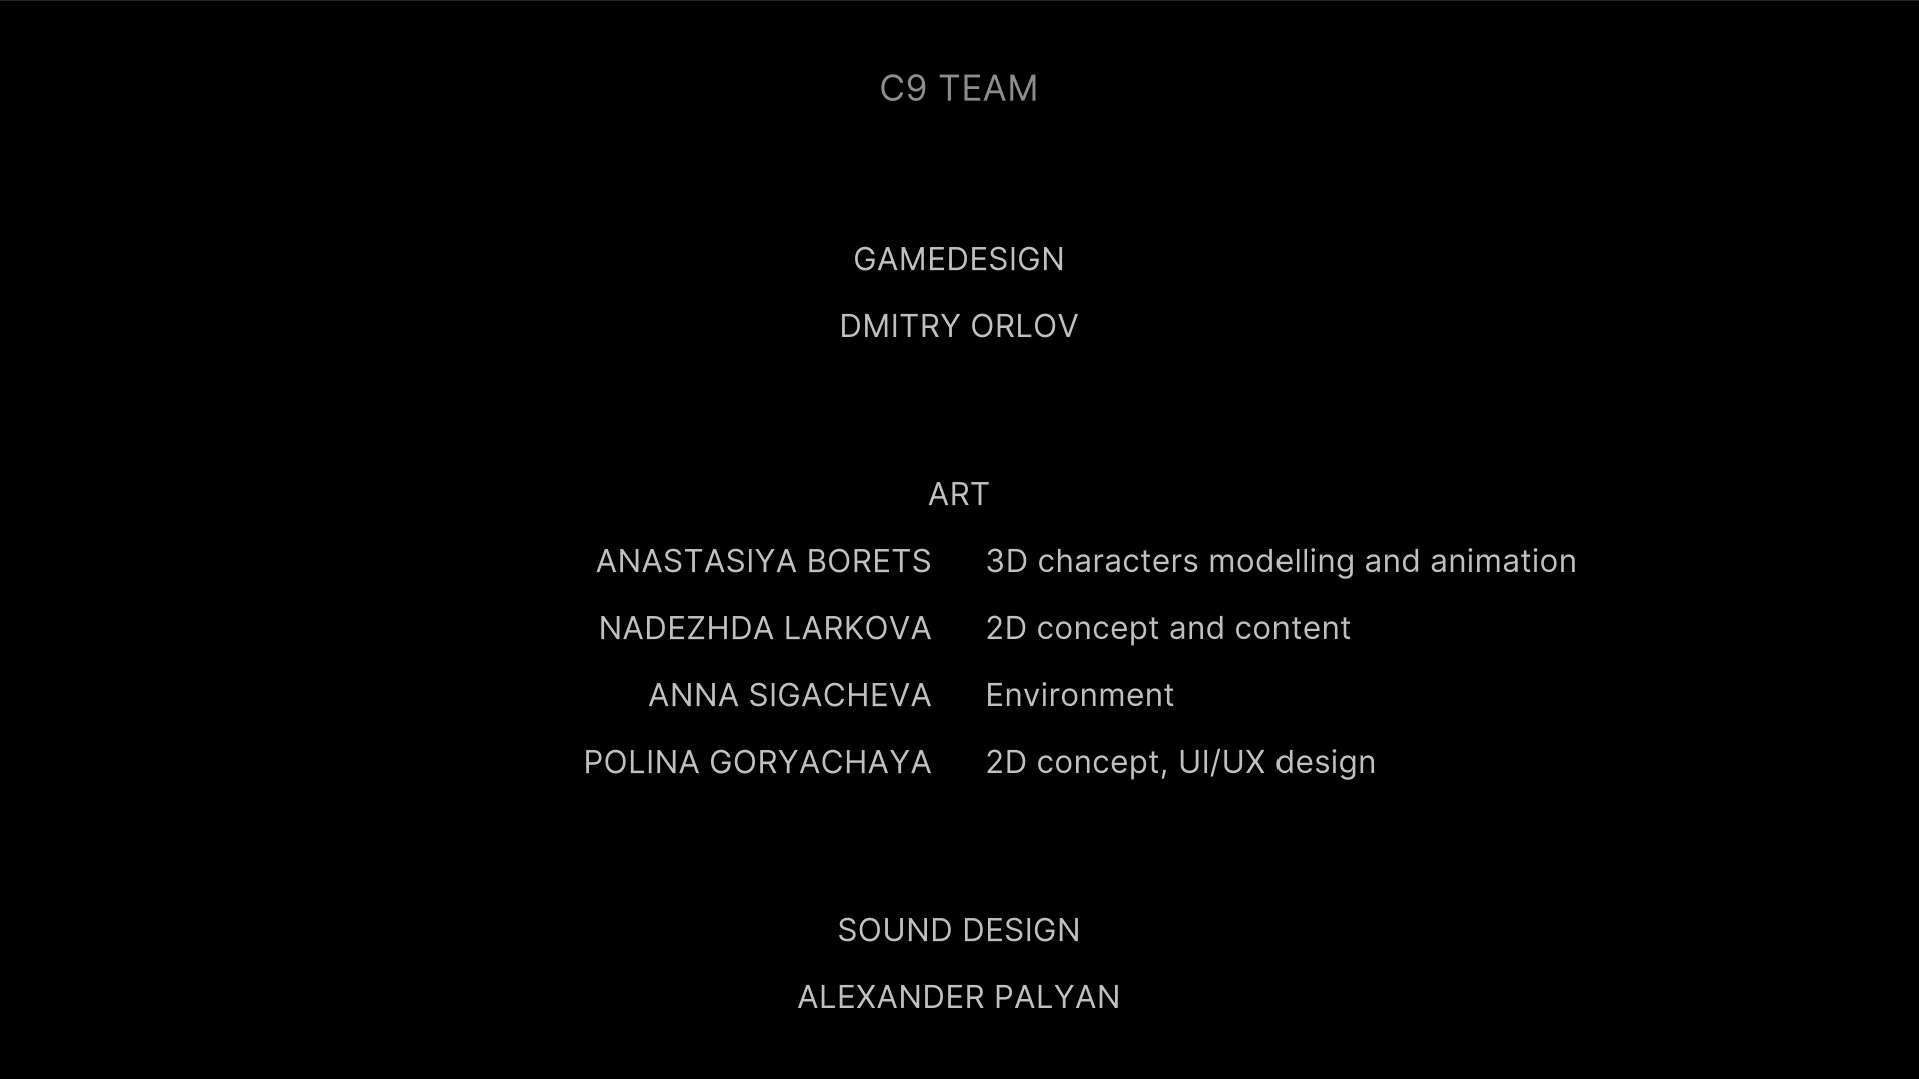 C9 TEAM
GAMEDESIGN
DMITRY ORLOV
ART
ANASTASIYA BORETS 3D characters modelling and animation
NADEZHDA LARKOVA 2D concept and content
ANNA SIGACHEVA Environment
POLINA GORYACHAYA 2D concept, UI/UX design
SOUND DESIGN
ALEXANDER PALYAN